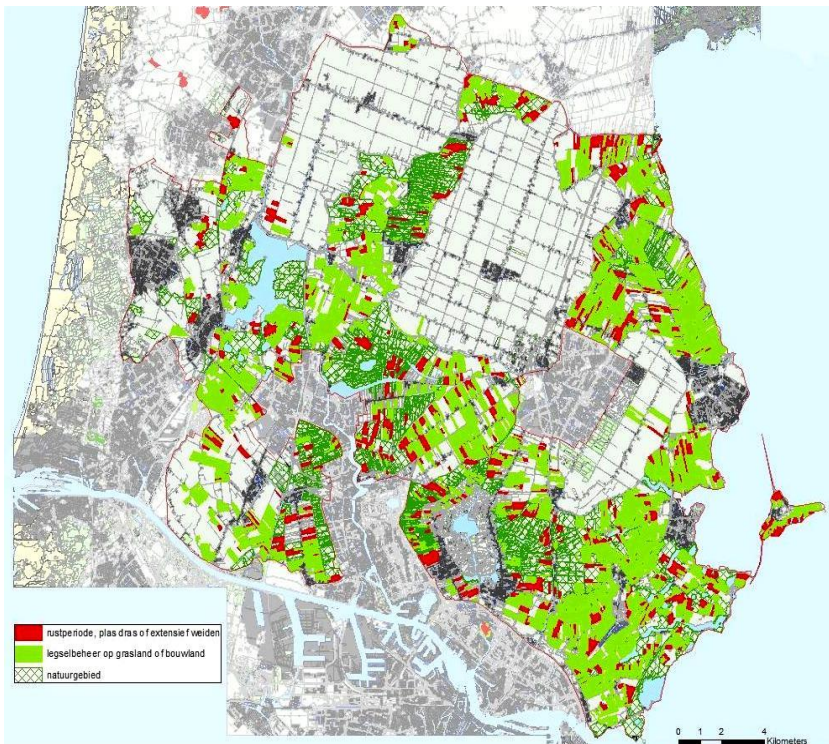 rustperiode, plas dras of extensief weiden
legselbeheer op grasland of bouwland
natuurgebied
0 1 2 4
Kilometers